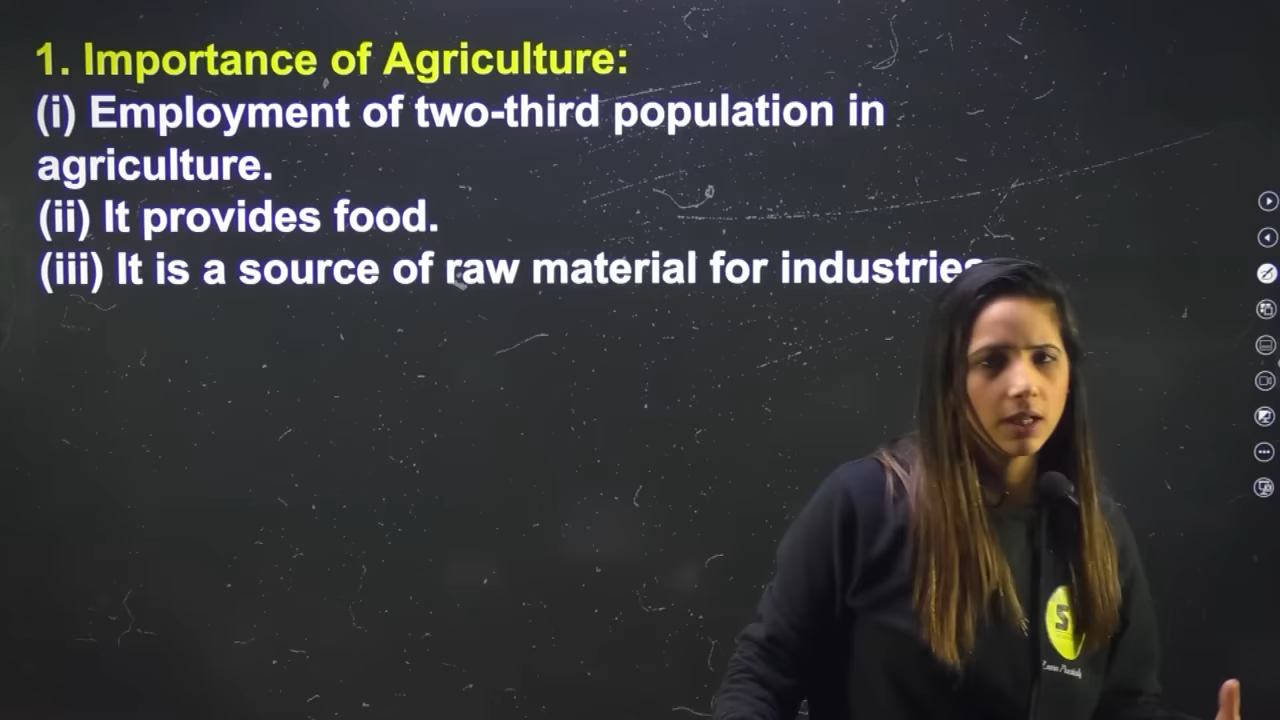 1. Importance of Agriculture:
(i) Employment of two-third population in
agriculture.
(ii) It provides food.
(iii) It is a source of raw material for industries
S